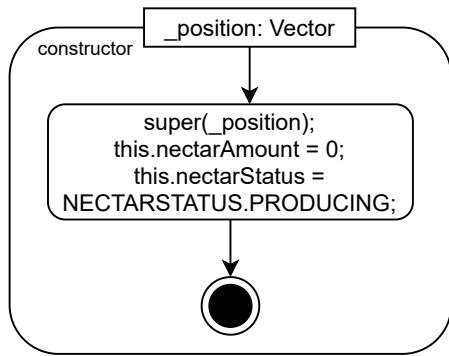 _position: Vector
constructor
super(_position);
this.nectarAmount = 0;
this.nectarStatus =
NECTARSTATUS.PRODUCING;